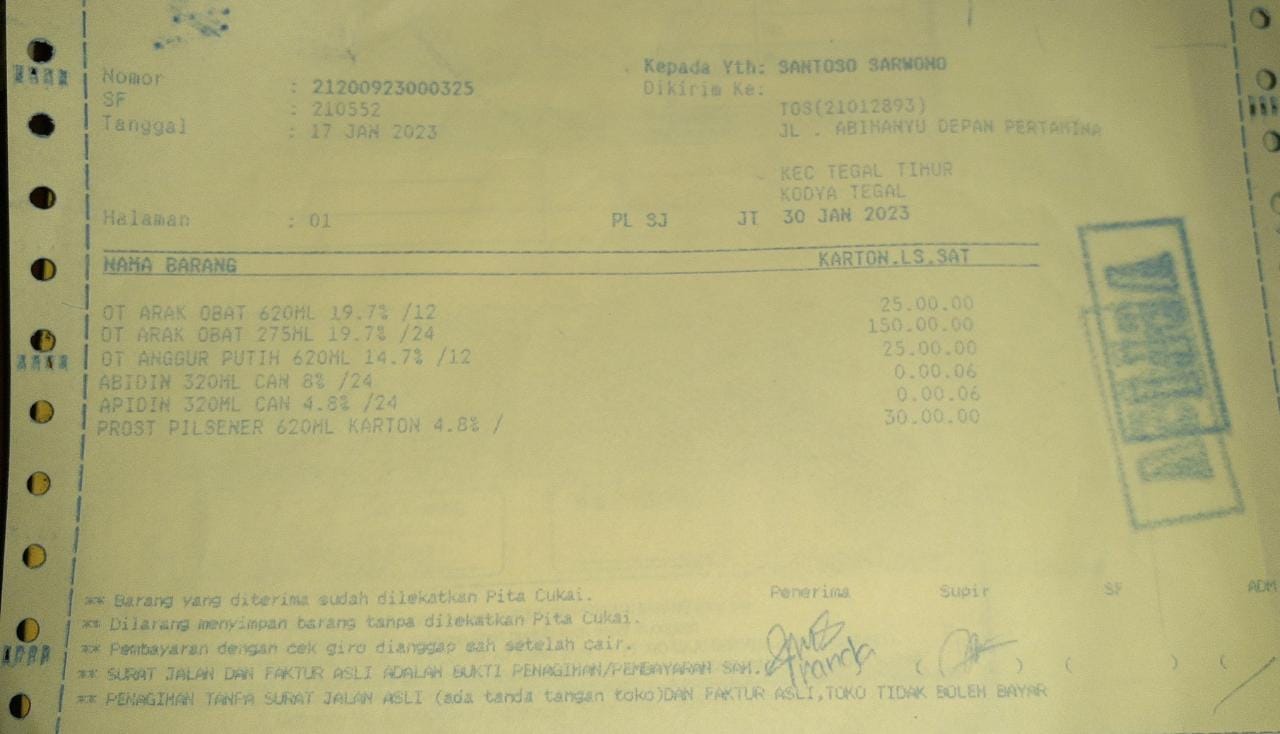 Nomor : 21200923000325 Kepada Yth: SANTOSO SARWONO
SF : 210552 Dikirim Ke:
TOS(21012893)
Tanggal : 17 JAN 2023 JL . ABIMANYU DEPAN PERTAMINA
KEC TEGAL TIMUR
KODYA TEGAL
Halaman : 01 PL SJ JT 30 JAN 2023
NAMA BARANG KARTON.LS.SAT
OT ARAK OBAT 620ML 19.7% /12 25.00.00
OT ARAK OBAT 275ML 19.7% /24 150.00.00
OT ANGGUR PUTIH 620ML 14.7% /12 25.00.00
ABIDIN 320ML CAN 8% /24 0.00.06
APIDIN 320ML CAN 4.8% /24 0.00.06
PROST PILSENER 620ML KARTON 4.8% / 30.00.00
** Barang yang diterima sudah dilekatkan Pita Cukai. Penerima Supir SF ADM
** Dilarang menyimpan barang tanpa dilekatkan Pita Cukai.
** Pembayaran dengan cek giro dianggap sah setelah cair.
** SURAT JALAN DAN FAKTUR ASLI ADALAH BUKTI PENAGIHAN/PEMBAYARAN SAH. ( ) ( ) (
** PENAGIHAN TANPA SURAT JALAN ASLI (ada tanda tangan toko)DAN FAKTUR ASLI,TOKO TIDAK BOLEH BAYAR